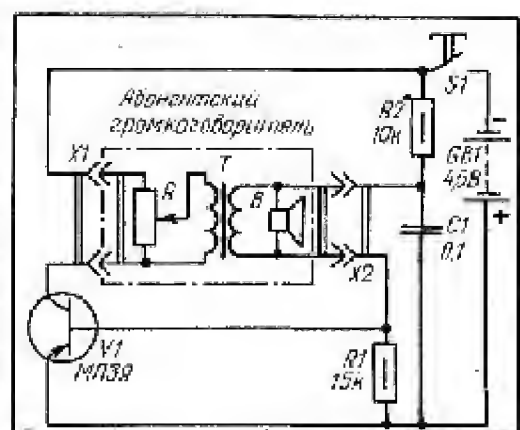 Абонентский
громкоговоритель
X1
R
T
B
X2
R2
10к
S1
GB1
4,5В
C1
0,1
V1
МП39
R1
15к